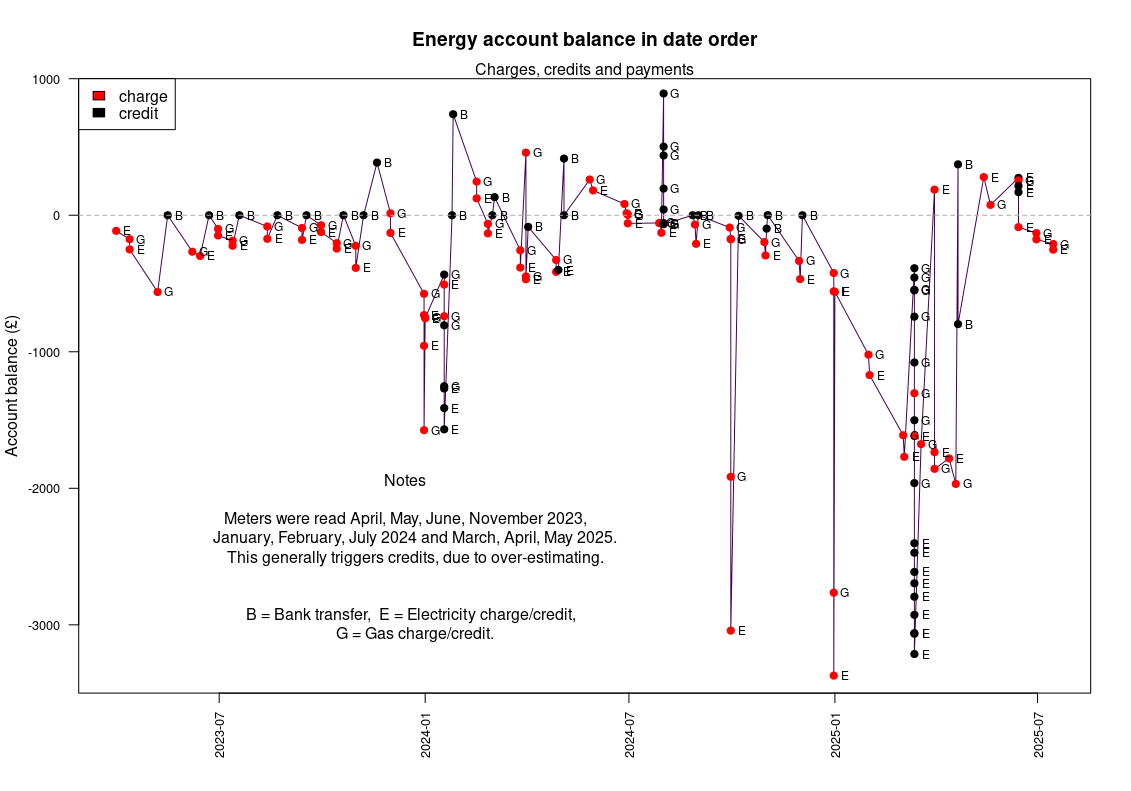 Energy account balance in date order
Charges, credits and payments
charge
credit
Account balance (£)
1000
0
-1000
-2000
-3000
2023-07
2024-01
2024-07
2025-01
2025-07
Notes
Meters were read April, May, June, November 2023,
January, February, July 2024 and March, April, May 2025.
This generally triggers credits, due to over-estimating.
B = Bank transfer,  E = Electricity charge/credit,
G = Gas charge/credit.